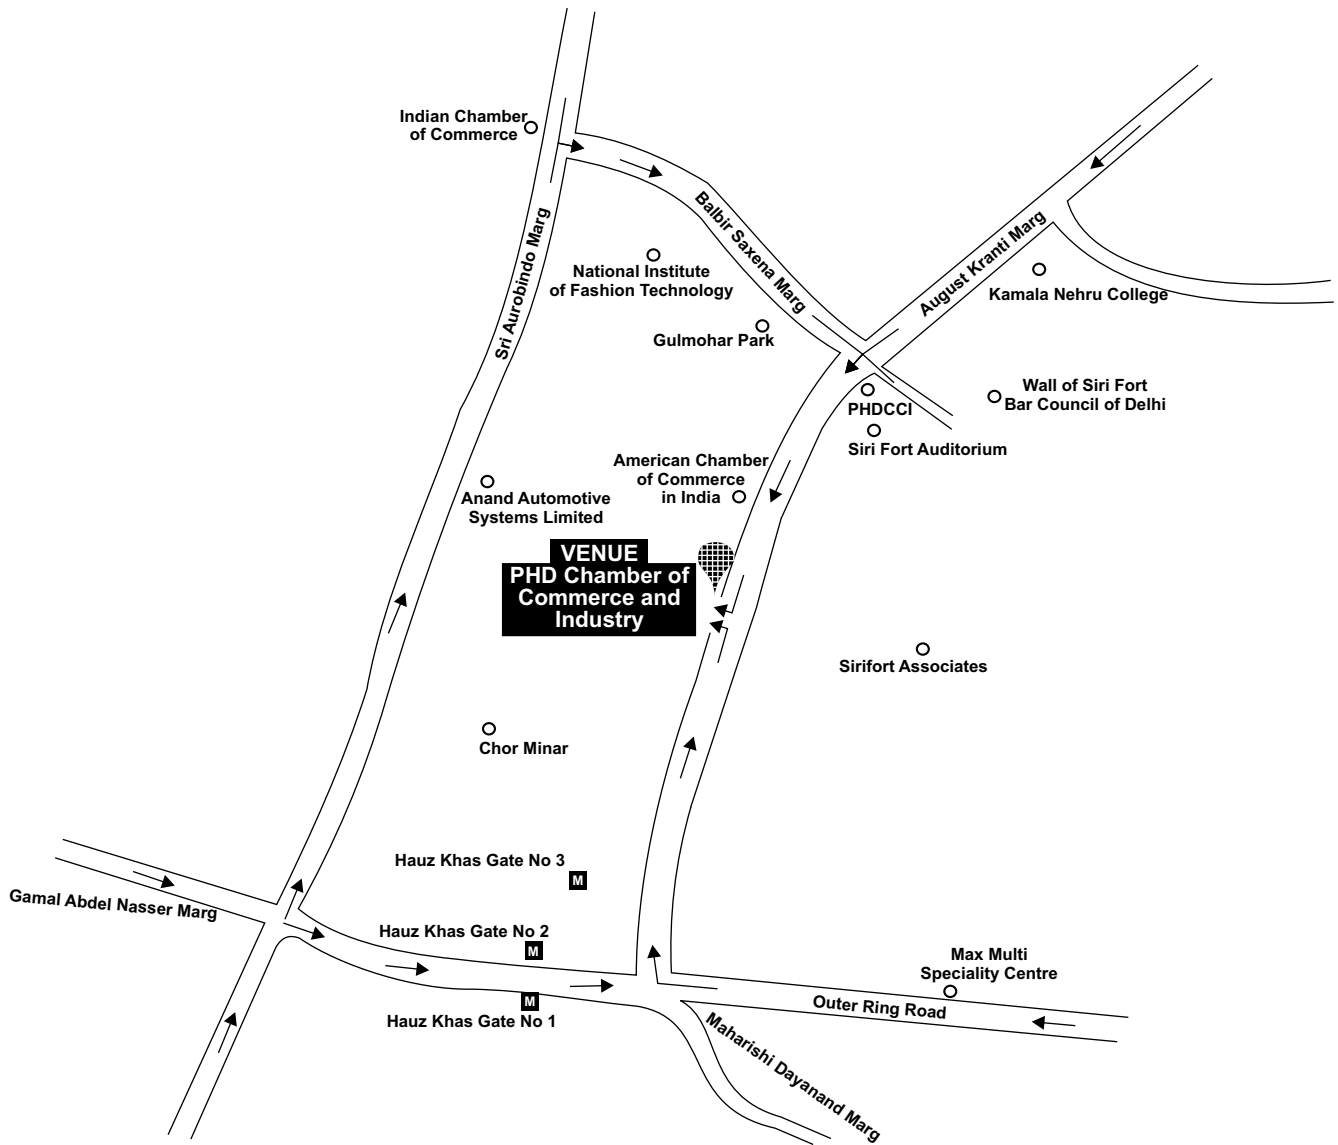 Indian Chamber
of Commerce
Balbir Saxena Marg
August Kranti Marg
Sri Aurobindo Marg
National Institute
of Fashion Technology
Kamala Nehru College
Gulmohar Park
Wall of Siri Fort
Bar Council of Delhi
PHDCCI
Siri Fort Auditorium
American Chamber
of Commerce
in India
Anand Automotive
Systems Limited
VENUE
PHD Chamber of
Commerce and
Industry
Sirifort Associates
Chor Minar
Hauz Khas Gate No 3
M
Gamal Abdel Nasser Marg
Hauz Khas Gate No 2
M
Max Multi
Speciality Centre
Outer Ring Road
M
Hauz Khas Gate No 1
Maharishi Dayanand Marg